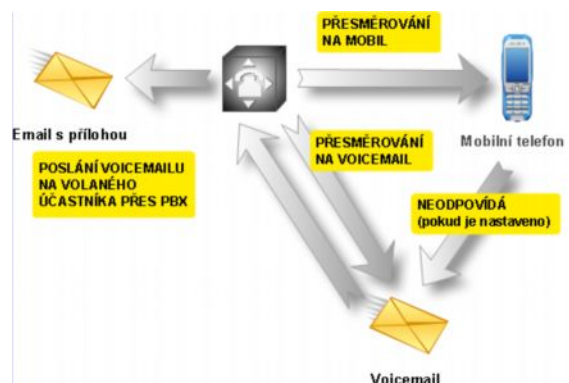 PŘESMĚROVÁNÍ
NA MOBIL
Email s přílohou
Mobilní telefon
PŘESMĚROVÁNÍ
NA VOICEMAIL
POSLÁNÍ VOICEMAILU
NA VOLANÉHO
ÚČASTNÍKA PŘES PBX
NEODPOVÍDÁ
(pokud je nastaveno)
Voicemail